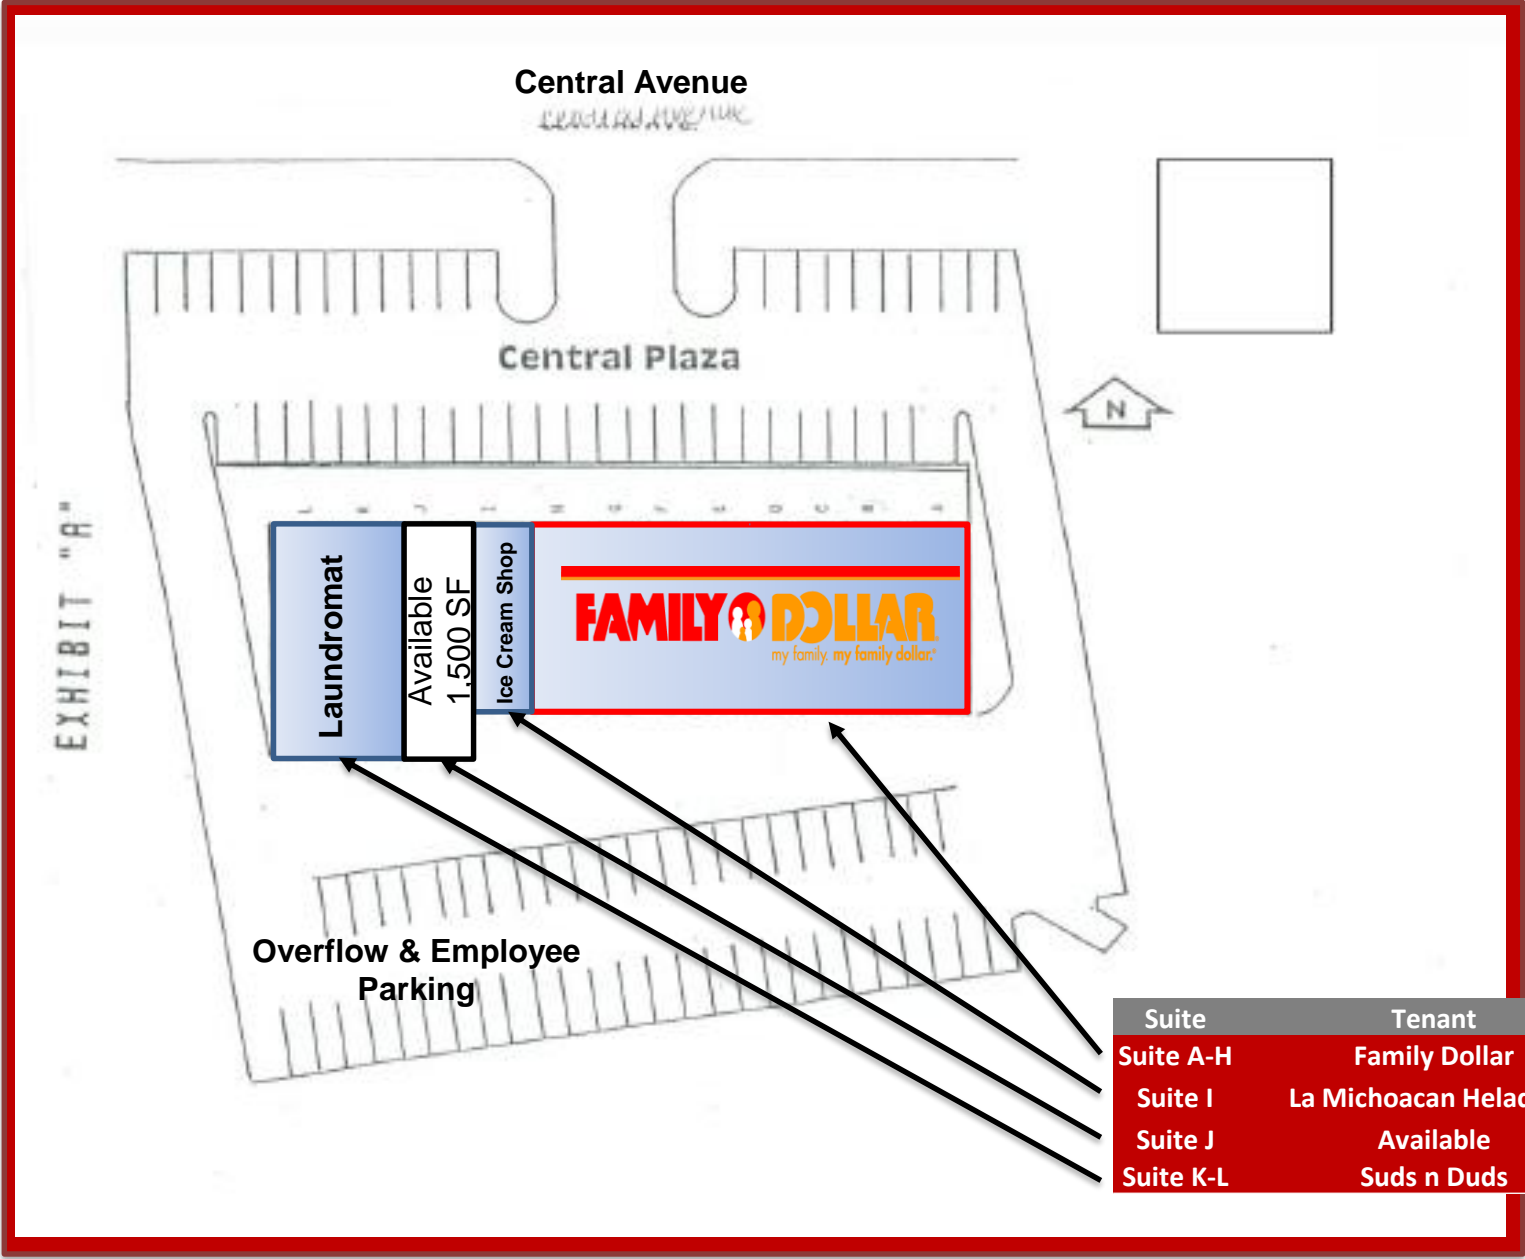 Central Avenue
Central Plaza
N
EXHIBIT "A"
L K J I H G F E D C B A
Laundromat
Available
1,500 SF
Ice Cream Shop
FAMILY DOLLAR
my family. my family dollar.
Overflow & Employee
Parking
Suite Tenant
Suite A-H Family Dollar
Suite I La Michoacan Helad
Suite J Available
Suite K-L Suds n Duds